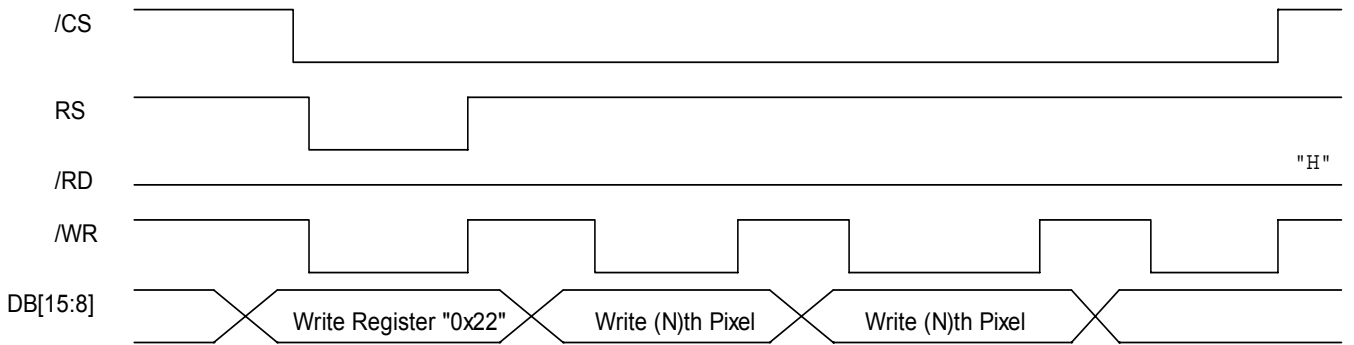 /CS
RS
"H"
/RD
/WR
DB[15:8]
Write Register "0x22"
Write (N)th Pixel
Write (N)th Pixel